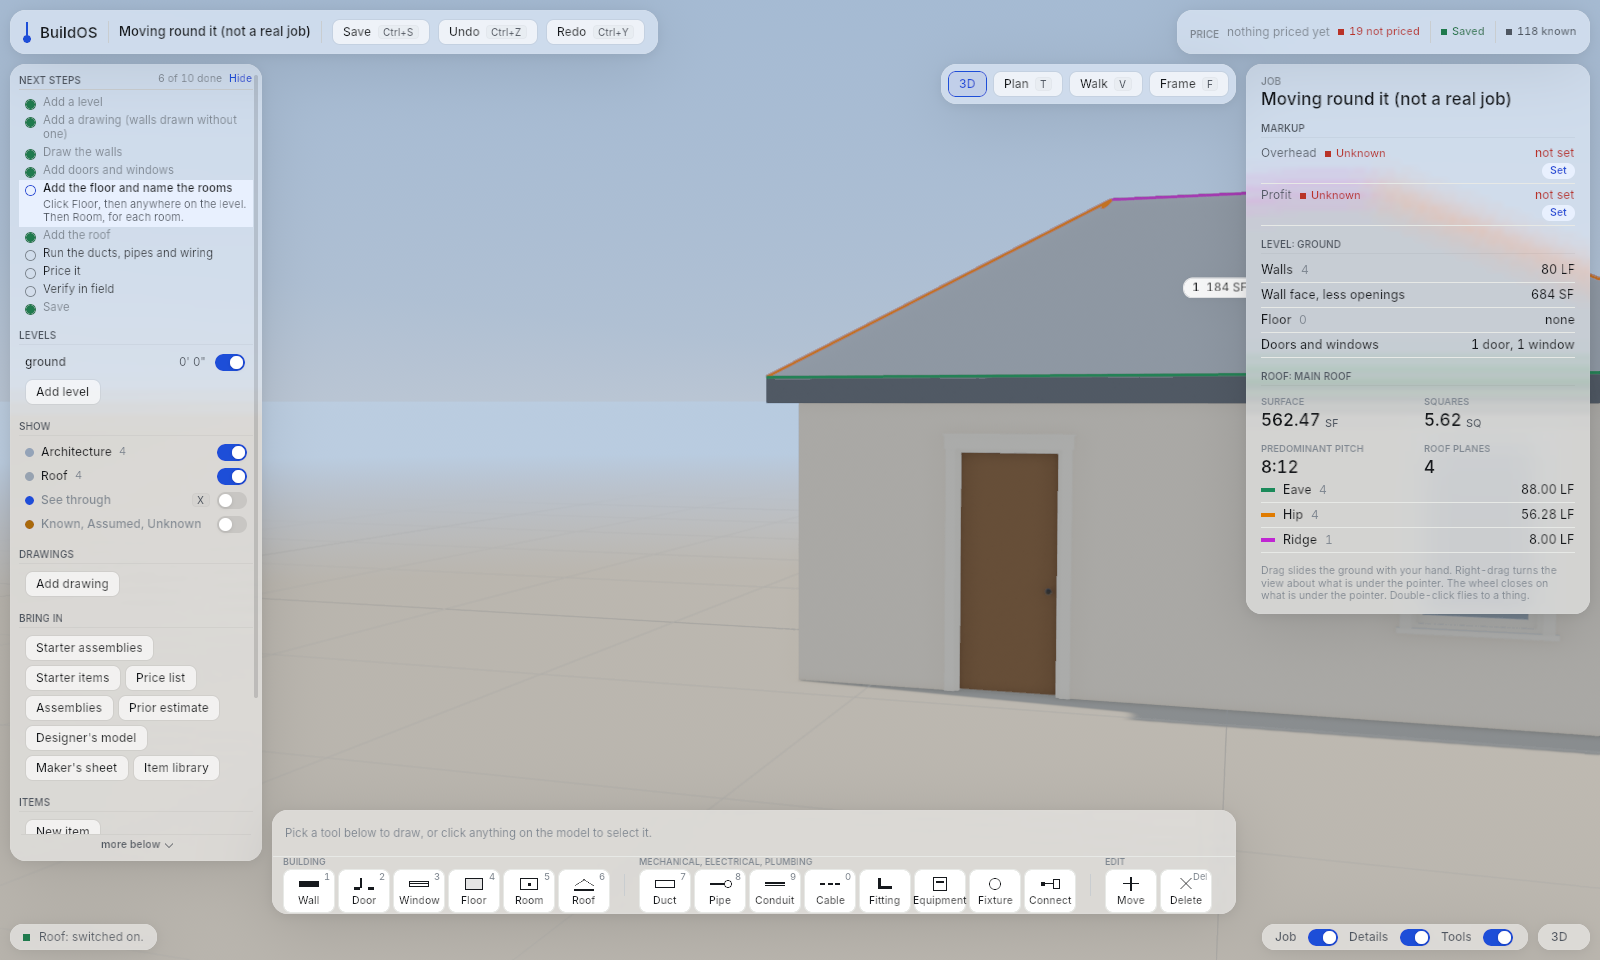 BuildOS
Moving round it (not a real job)
Save Ctrl+S
Undo Ctrl+Z
Redo Ctrl+Y
PRICE nothing priced yet 19 not priced Saved 118 known
NEXT STEPS 6 of 10 done Hide
Add a level
Add a drawing (walls drawn without
one)
Draw the walls
Add doors and windows
Add the floor and name the rooms
Click Floor, then anywhere on the level.
Then Room, for each room.
Add the roof
Run the ducts, pipes and wiring
Price it
Verify in field
Save
LEVELS
ground 0' 0"
Add level
SHOW
Architecture 4
Roof 4
See through X
Known, Assumed, Unknown
DRAWINGS
Add drawing
BRING IN
Starter assemblies
Starter items Price list
Assemblies Prior estimate
Designer's model
Maker's sheet Item library
ITEMS
New item
more below
3D Plan T Walk V Frame F
1 184 SF
JOB
Moving round it (not a real job)
MARKUP
Overhead Unknown not set
Set
Profit Unknown not set
Set
LEVEL: GROUND
Walls 4 80 LF
Wall face, less openings 684 SF
Floor 0 none
Doors and windows 1 door, 1 window
ROOF: MAIN ROOF
SURFACE SQUARES
562.47 SF 5.62 SQ
PREDOMINANT PITCH ROOF PLANES
8:12 4
Eave 4 88.00 LF
Hip 4 56.28 LF
Ridge 1 8.00 LF
Drag slides the ground with your hand. Right-drag turns the
view about what is under the pointer. The wheel closes on
what is under the pointer. Double-click flies to a thing.
Pick a tool below to draw, or click anything on the model to select it.
BUILDING MECHANICAL, ELECTRICAL, PLUMBING EDIT
1 2 3 4 5 6 7 8 9 0 Del
Wall Door Window Floor Room Roof Duct Pipe Conduit Cable Fitting Equipment Fixture Connect Move Delete
Roof: switched on.
Job Details Tools 3D